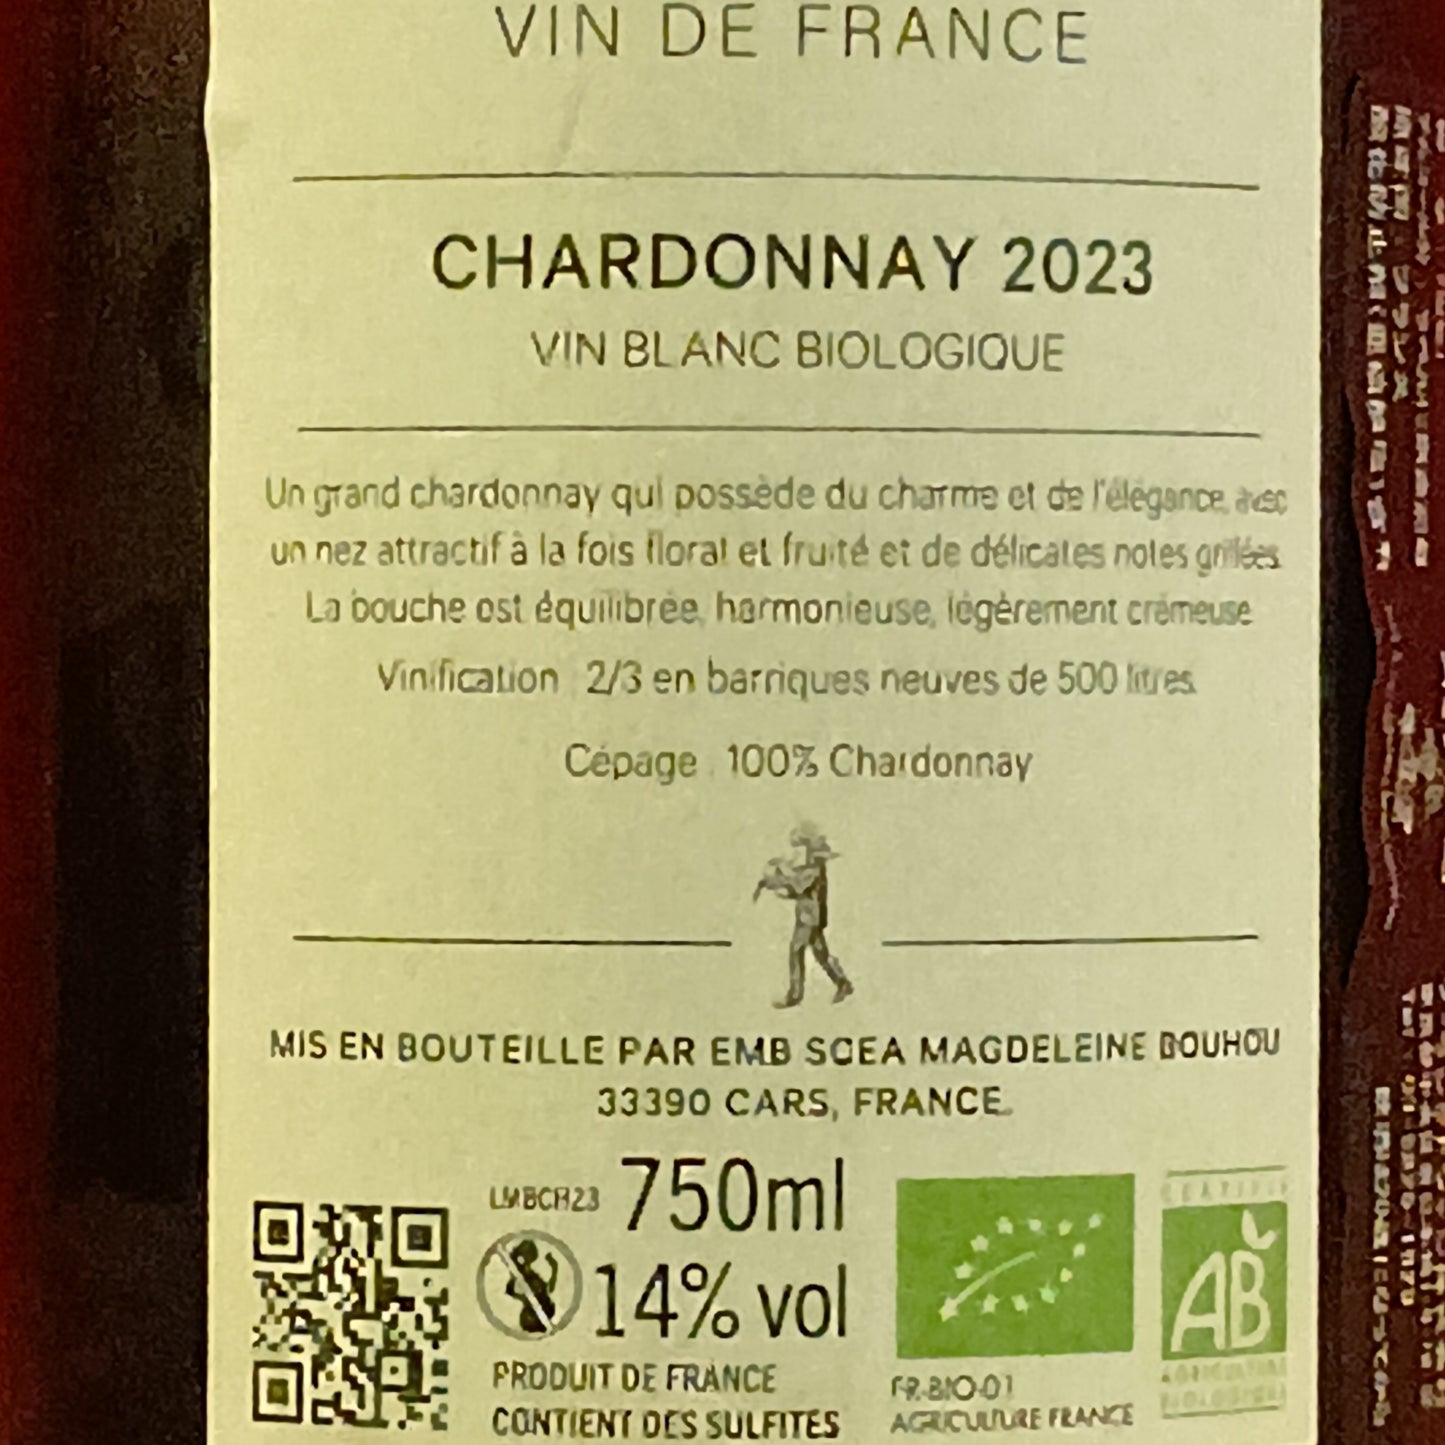 VIN DE FRANCE
CHARDONNAY 2023
VIN BLANC BIOLOGIQUE
Un grand chardonnay qui possède du charme et de l'élégance, avec
un nez attractif à la fois floral et fruité et de délicates notes grillées.
La bouche est équilibrée, harmonieuse, légèrement crémeuse.
Vinification : 2/3 en barriques neuves de 500 litres.
Cépage : 100% Chardonnay
MIS EN BOUTEILLE PAR EMB SCEA MAGDELEINE BOUHOU
33390 CARS, FRANCE.
LMBCH23 750ml
14% vol
PRODUIT DE FRANCE
CONTIENT DES SULFITES
FR-BIO-01
AGRICULTURE FRANCE
CERTIFIÉ
AB
AGRICULTURE
BIOLOGIQUE